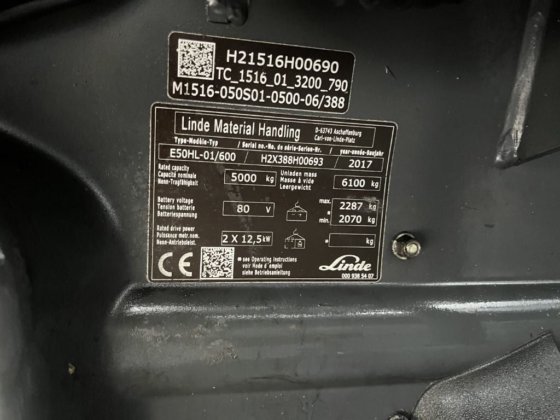 H21516H00690
TC_1516_01_3200_790
M1516-050S01-0500-06/388
Linde Material Handling
D-63743 Aschaffenburg
Carl-von-Linde-Platz
Type-Modèle-Typ / Serial no.-No. de série-Serien-Nr. / year-année-Baujahr
E50HL-01/600 H2X388H00693 2017
Rated capacity
Capacité nominale
Nenn-Tragfähigkeit
5000 kg
Unladen mass
Masse à vide
Leergewicht
6100 kg
Battery voltage
Tension batterie
Batteriespannung
80 V
max. 2287 kg
min. 2070 kg
Rated drive power
Puissance motr.nom.
Nenn-Antriebsleist.
2 X 12,5 kW
kg
CE
see Operating Instructions
voir Mode d'emploi
siehe Betriebsanleitung
Linde
000 938 54 07